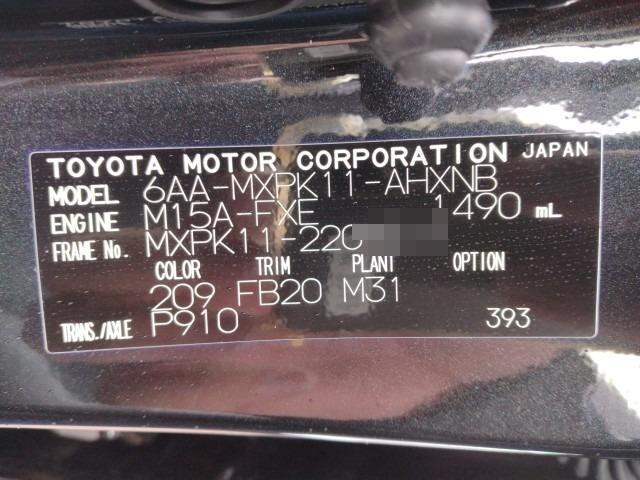 TOYOTA MOTOR CORPORATION JAPAN
MODEL 6AA-MXPK11-AHXNB
ENGINE M15A-FXE 1490 mL
FRAME No. MXPK11-220
COLOR TRIM PLANT OPTION
209 FB20 M31
TRANS./AXLE P910 393